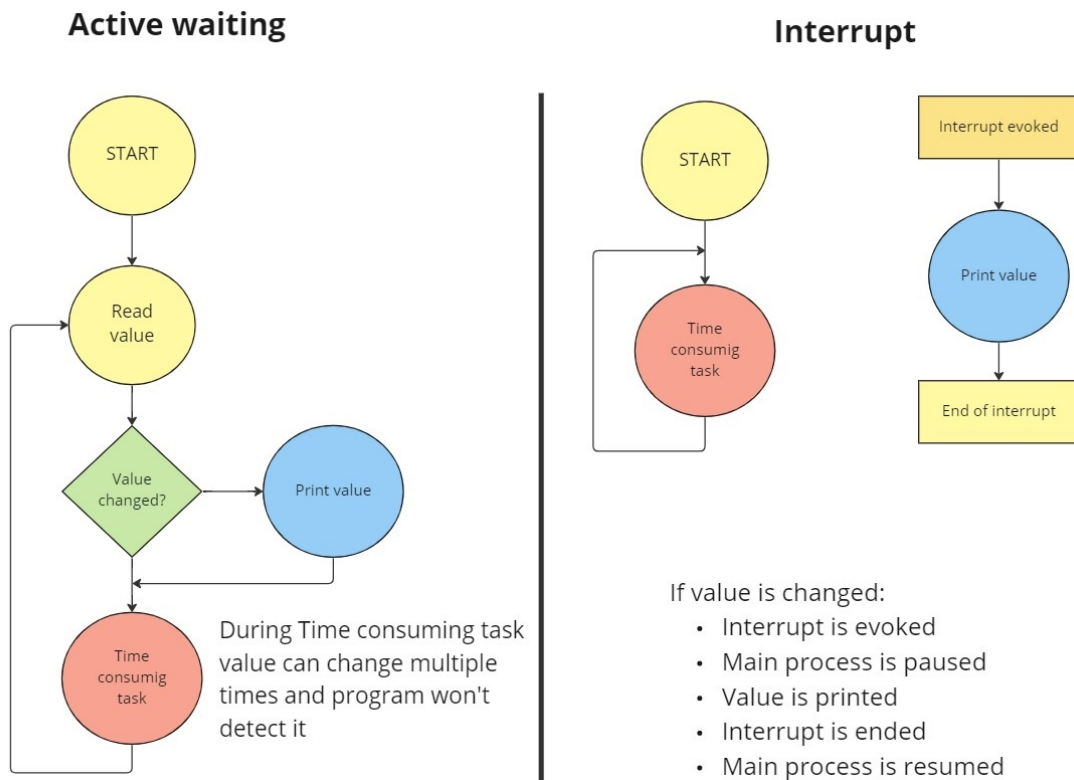 Active waiting
START
Read
value
Value
changed?
Print value
Time
consumig
task
During Time consuming task
value can change multiple
times and program won't
detect it
Interrupt
START
Time
consumig
task
Interrupt evoked
Print value
End of interrupt
If value is changed:
• Interrupt is evoked
• Main process is paused
• Value is printed
• Interrupt is ended
• Main process is resumed